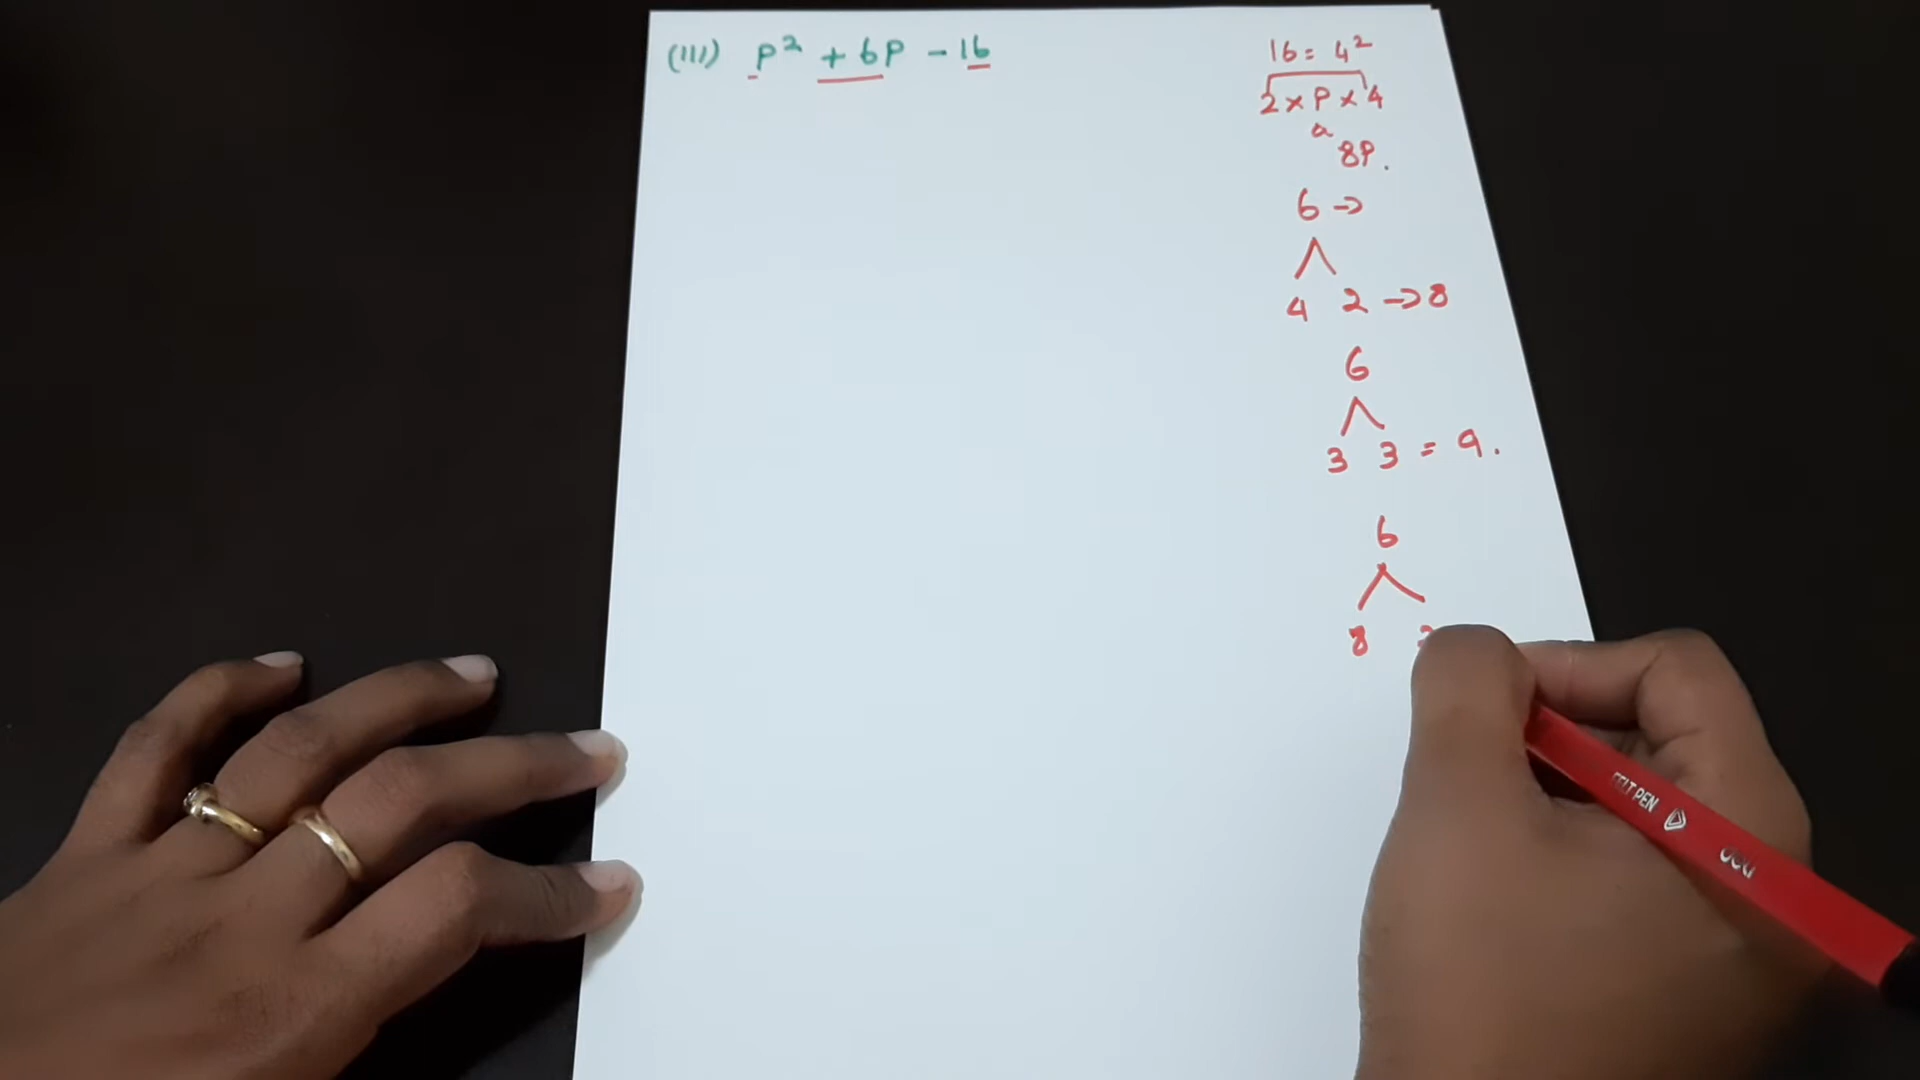 (III) p² + 6p - 16
16 = 4²
2 × p × 4
a
8p.
6 →
4 2 → 8
6
3 3 = 9.
6
8
FELT PEN
deli